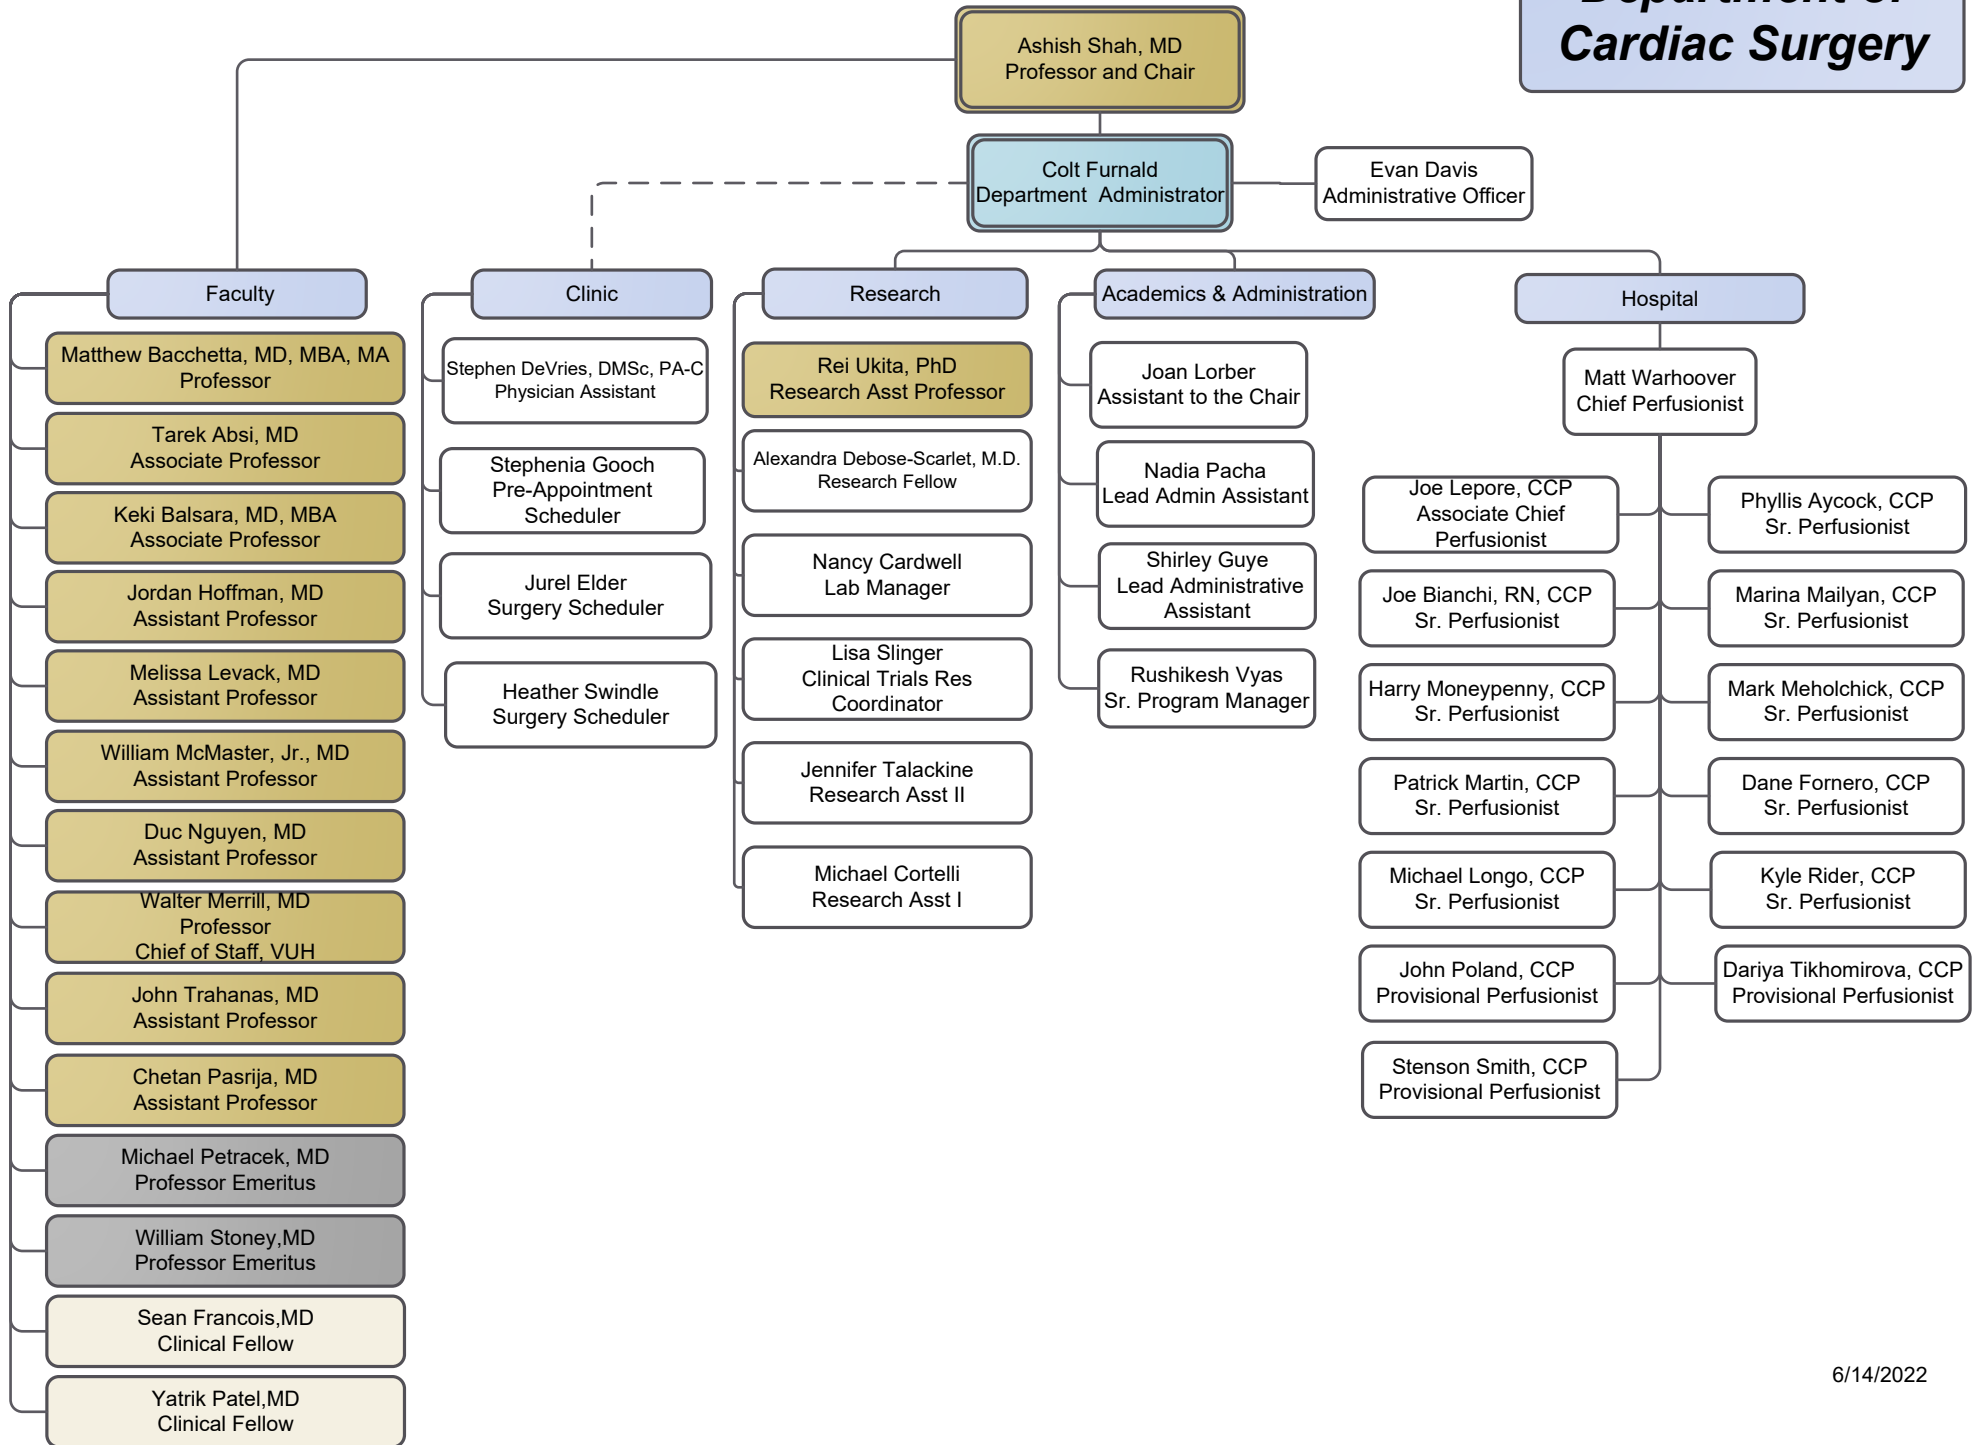 Department of
Cardiac Surgery
Ashish Shah, MD
Professor and Chair
Colt Furnald
Department  Administrator
Evan Davis
Administrative Officer
Faculty
Matthew Bacchetta, MD, MBA, MA
Professor
Tarek Absi, MD
Associate Professor
Keki Balsara, MD, MBA
Associate Professor
Jordan Hoffman, MD
Assistant Professor
Melissa Levack, MD
Assistant Professor
William McMaster, Jr., MD
Assistant Professor
Duc Nguyen, MD
Assistant Professor
Walter Merrill, MD
Professor
Chief of Staff, VUH
John Trahanas, MD
Assistant Professor
Chetan Pasrija, MD
Assistant Professor
Michael Petracek, MD
Professor Emeritus
William Stoney,MD
Professor Emeritus
Sean Francois,MD
Clinical Fellow
Yatrik Patel,MD
Clinical Fellow
Clinic
Stephen DeVries, DMSc, PA-C
Physician Assistant
Stephenia Gooch
Pre-Appointment
Scheduler
Jurel Elder
Surgery Scheduler
Heather Swindle
Surgery Scheduler
Research
Rei Ukita, PhD
Research Asst Professor
Alexandra Debose-Scarlet, M.D.
Research Fellow
Nancy Cardwell
Lab Manager
Lisa Slinger
Clinical Trials Res
Coordinator
Jennifer Talackine
Research Asst II
Michael Cortelli
Research Asst I
Academics & Administration
Joan Lorber
Assistant to the Chair
Nadia Pacha
Lead Admin Assistant
Shirley Guye
Lead Administrative
Assistant
Rushikesh Vyas
Sr. Program Manager
Hospital
Matt Warhoover
Chief Perfusionist
Joe Lepore, CCP
Associate Chief
Perfusionist
Phyllis Aycock, CCP
Sr. Perfusionist
Joe Bianchi, RN, CCP
Sr. Perfusionist
Marina Mailyan, CCP
Sr. Perfusionist
Harry Moneypenny, CCP
Sr. Perfusionist
Mark Meholchick, CCP
Sr. Perfusionist
Patrick Martin, CCP
Sr. Perfusionist
Dane Fornero, CCP
Sr. Perfusionist
Michael Longo, CCP
Sr. Perfusionist
Kyle Rider, CCP
Sr. Perfusionist
John Poland, CCP
Provisional Perfusionist
Dariya Tikhomirova, CCP
Provisional Perfusionist
Stenson Smith, CCP
Provisional Perfusionist
6/14/2022